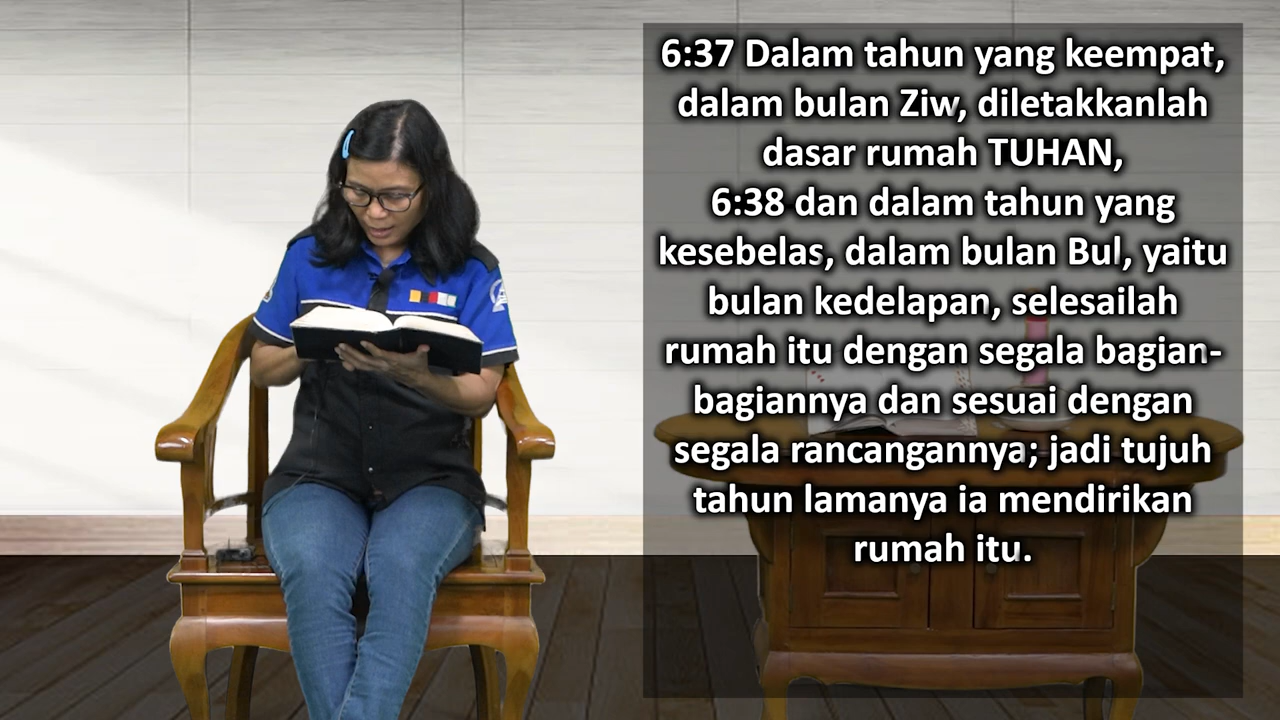 6:37 Dalam tahun yang keempat,
dalam bulan Ziw, diletakkanlah
dasar rumah TUHAN,
6:38 dan dalam tahun yang
kesebelas, dalam bulan Bul, yaitu
bulan kedelapan, selesailah
rumah itu dengan segala bagian-
bagiannya dan sesuai dengan
segala rancangannya; jadi tujuh
tahun lamanya ia mendirikan
rumah itu.